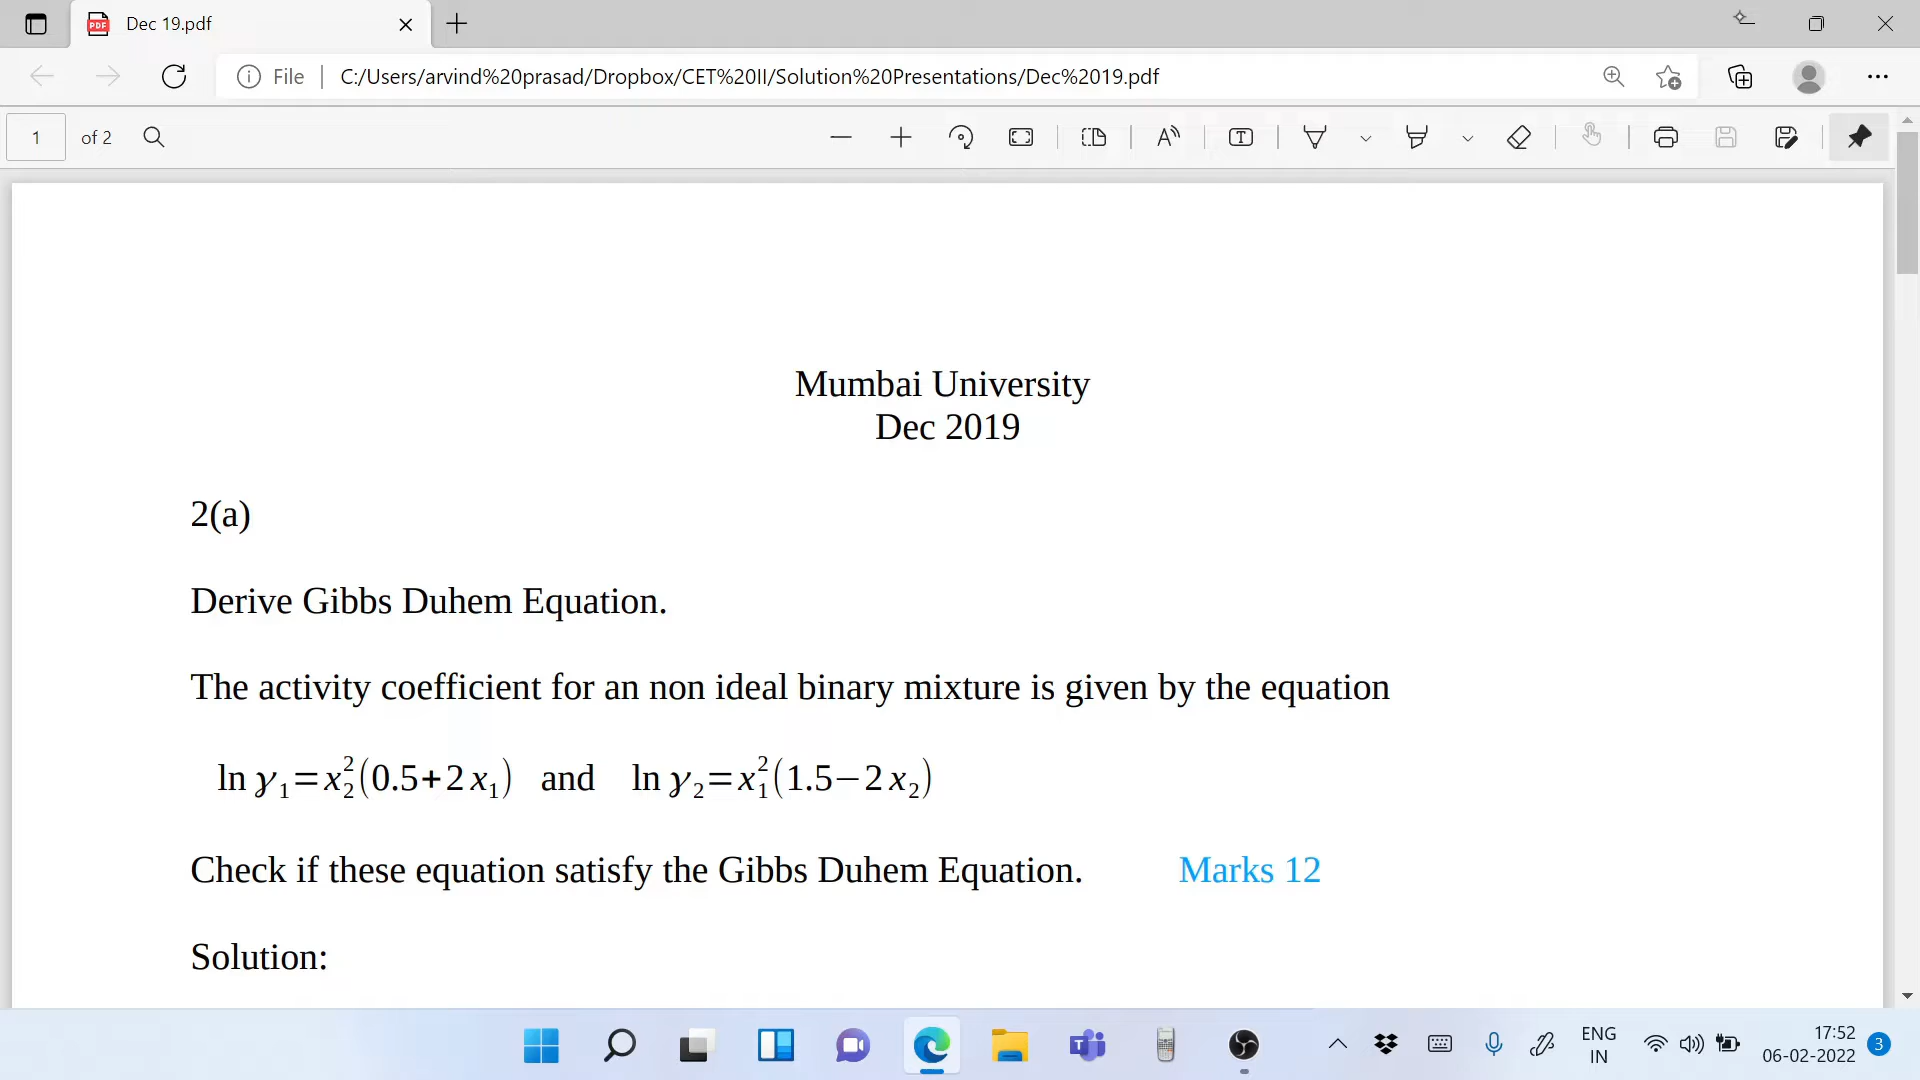 Dec 19.pdf
File
C:/Users/arvind%20prasad/Dropbox/CET%20II/Solution%20Presentations/Dec%2019.pdf
1 of 2
Mumbai University
Dec 2019
2(a)
Derive Gibbs Duhem Equation.
The activity coefficient for an non ideal binary mixture is given by the equation
ln γ₁=x₂²(0.5+2x₁) and ln γ₂=x₁²(1.5−2x₂)
Check if these equation satisfy the Gibbs Duhem Equation. Marks 12
Solution:
ENG
IN
17:52
06-02-2022
3